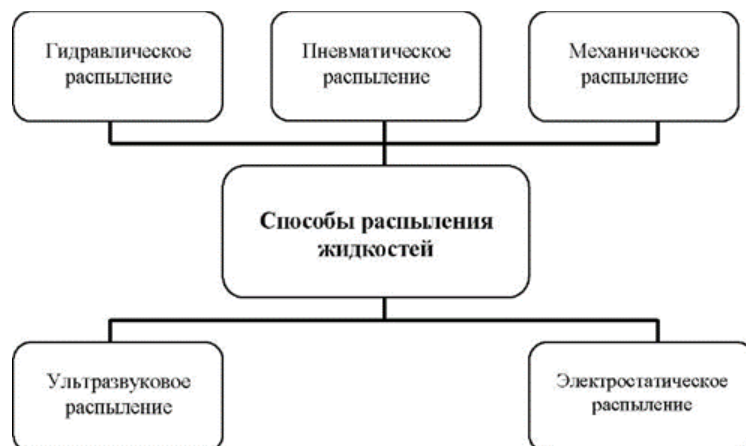 Гидравлическое
распыление
Пневматическое
распыление
Механическое
распыление
Способы распыления
жидкостей
Ультразвуковое
распыление
Электростатическое
распыление